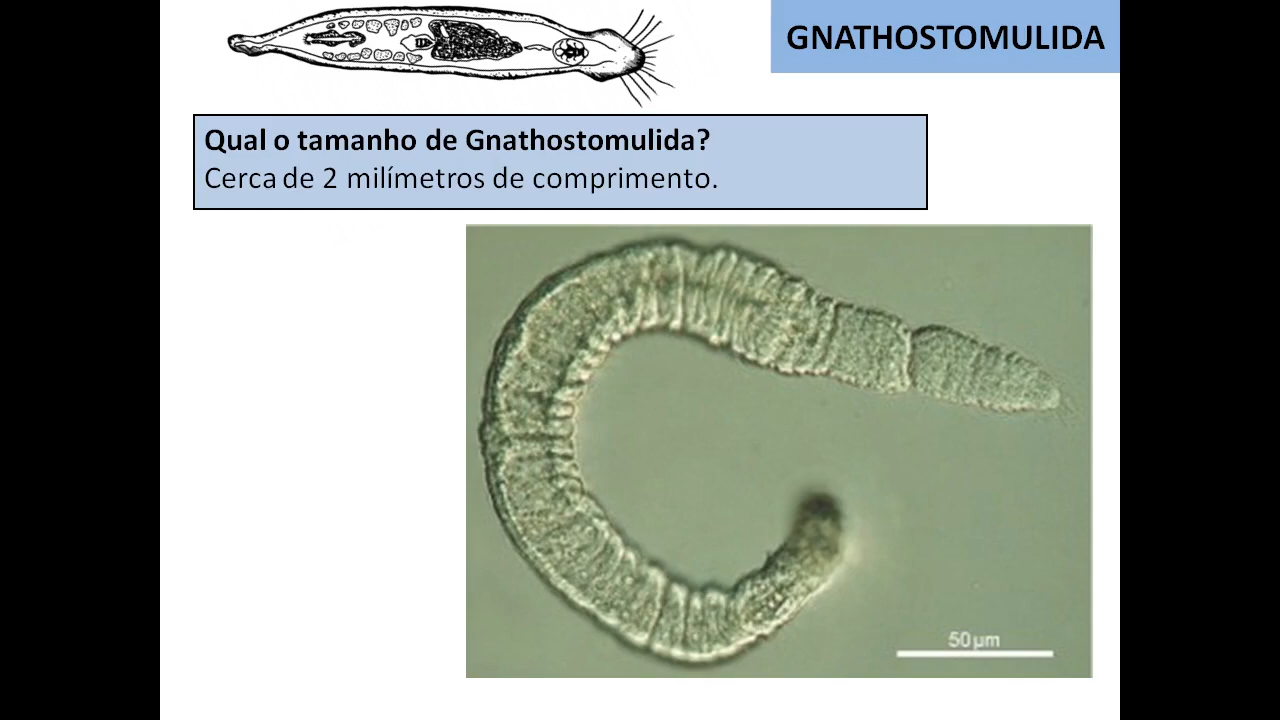 GNATHOSTOMULIDA
Qual o tamanho de Gnathostomulida?
Cerca de 2 milímetros de comprimento.
50 µm